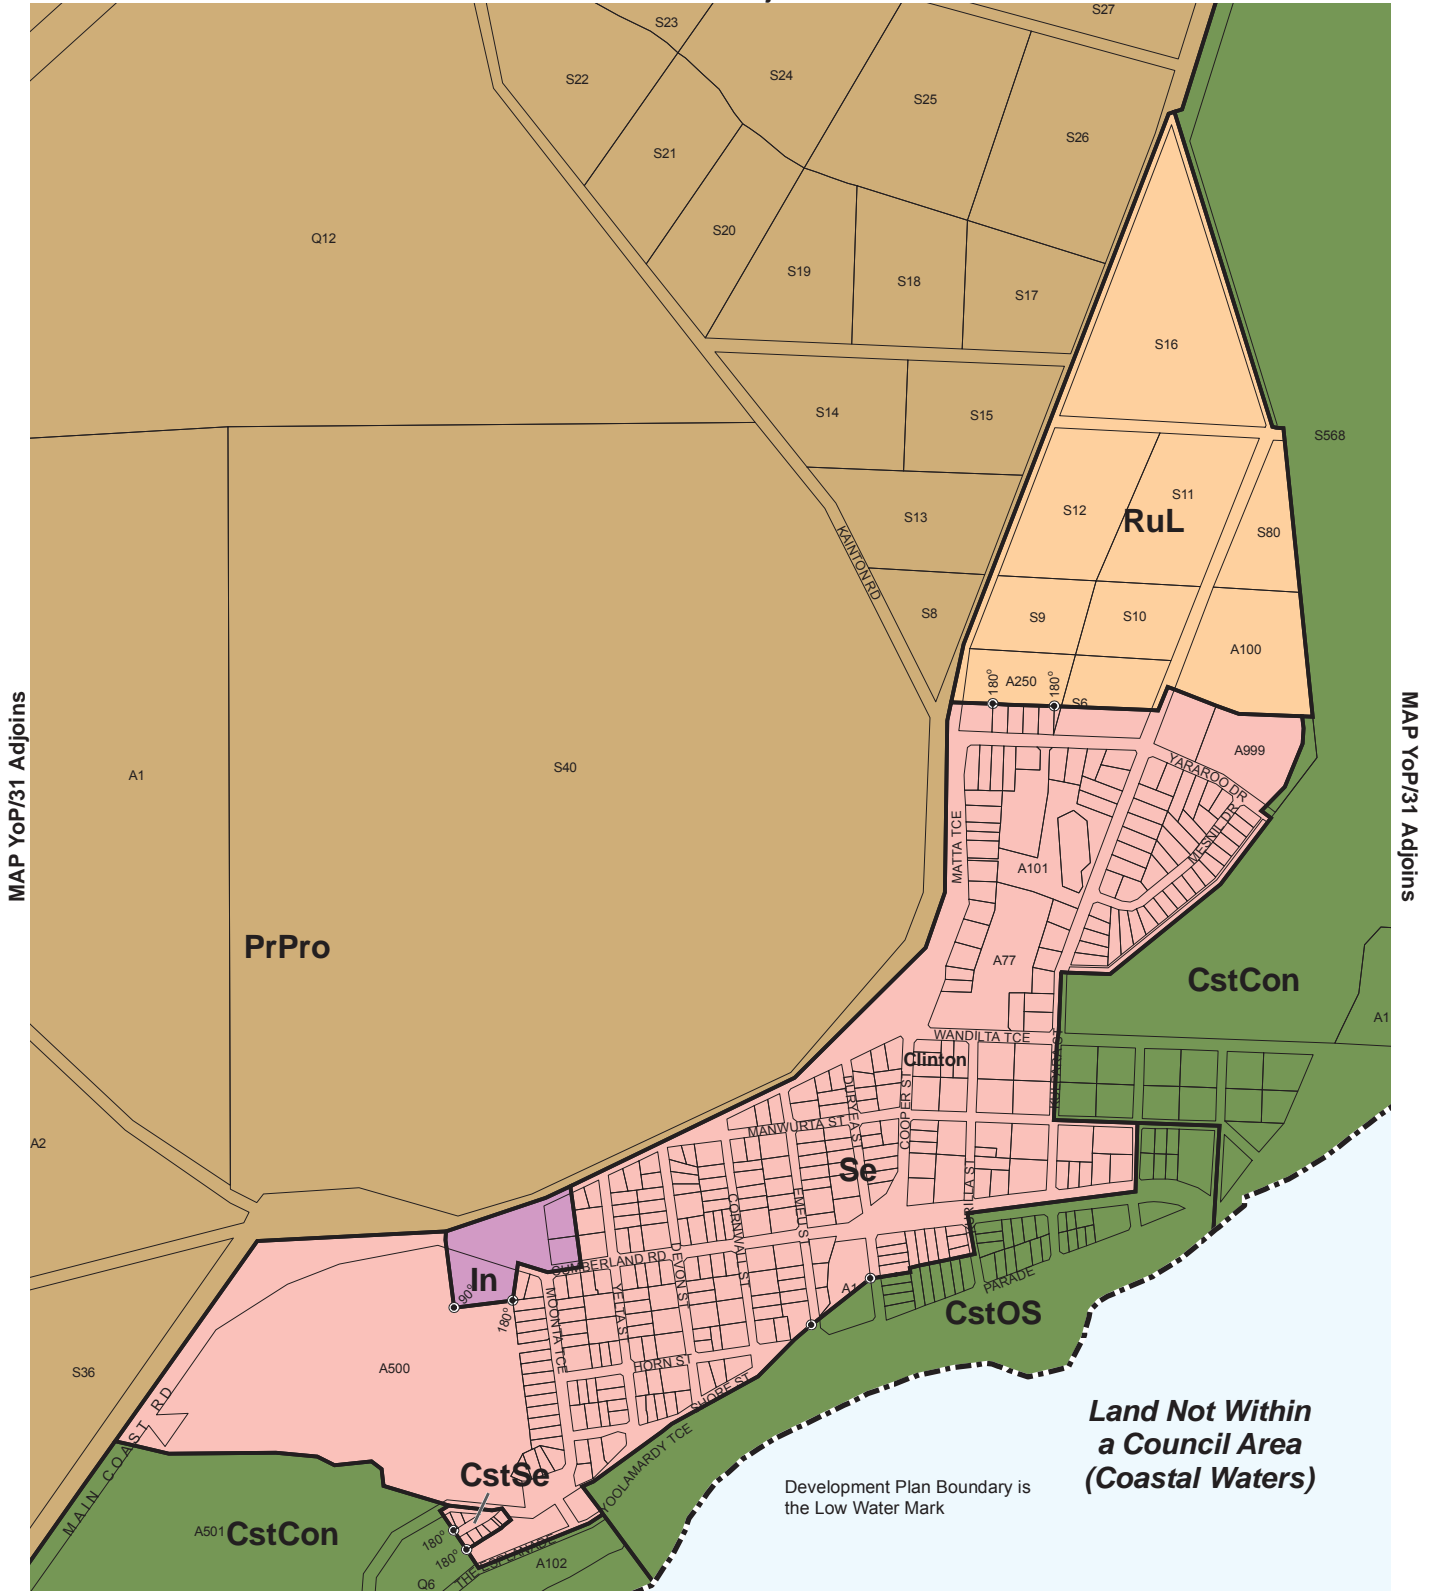 S27
S23
S22
S24
S25
S26
S21
S20
Q12
S19
S18
S17
S16
S14
S15
S568
S13
S12
S11
RuL
S80
KAINTON RD
S8
S9
S10
A100
A250
180°
180°
S6
MAP YoP/31 Adjoins
MAP YoP/31 Adjoins
A1
S40
A999
YARAROO DR
MESNIL DR
MATTA TCE
A101
PrPro
A77
CstCon
A1
WANDILTA TCE
Clinton
DURYEA ST
COOPER ST
MANWURTA ST
A2
Se
CORNWALL ST
EMELI ST
DEVON ST
CUMBERLAND RD
In
90°
180°
MOONTA TCE
YELTA ST
A1
PARADE
CstOS
HORN ST
SHORE ST
S36
A500
MAIN COAST RD
YOOLAMARDY TCE
Land Not Within
a Council Area
(Coastal Waters)
CstSe
Development Plan Boundary is
the Low Water Mark
A501
CstCon
180°
180°
THE ESPLANADE
A102
Q6